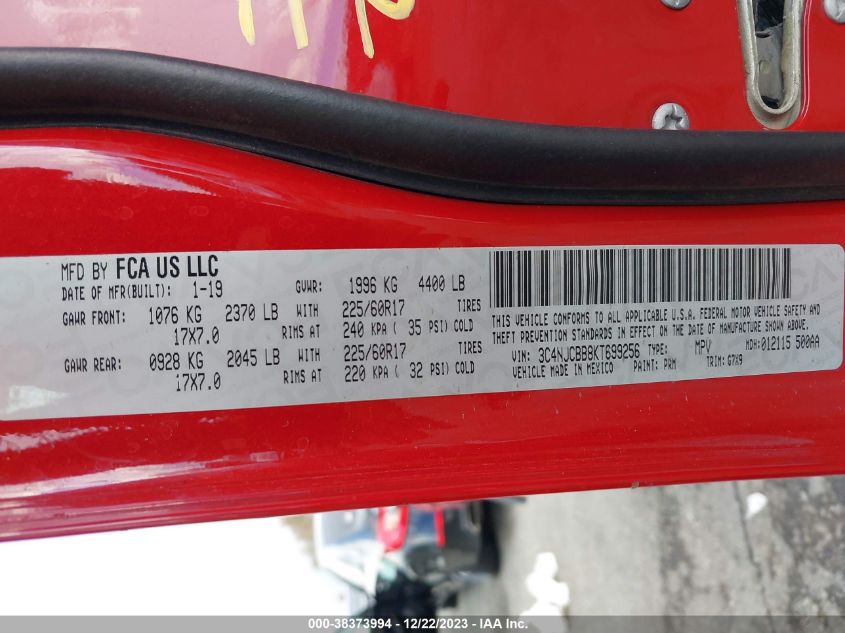 MFD BY FCA US LLC
DATE OF MFR(BUILT): 1-19 GVWR: 1996 KG 4400 LB
GAWR FRONT: 1076 KG 2370 LB WITH 225/60R17 TIRES
17X7.0 RIMS AT 240 KPA ( 35 PSI) COLD
GAWR REAR: 0928 KG 2045 LB WITH 225/60R17 TIRES
17X7.0 RIMS AT 220 KPA ( 32 PSI) COLD
THIS VEHICLE CONFORMS TO ALL APPLICABLE U.S.A. FEDERAL MOTOR VEHICLE SAFETY AND
THEFT PREVENTION STANDARDS IN EFFECT ON THE DATE OF MANUFACTURE SHOWN ABOVE.
VIN: 3C4NJCBB8KT699256 TYPE: MPV MDH:012115 500AA
VEHICLE MADE IN MEXICO PAINT: PRM TRIM: G7X9
000-38373994 - 12/22/2023 - IAA Inc.